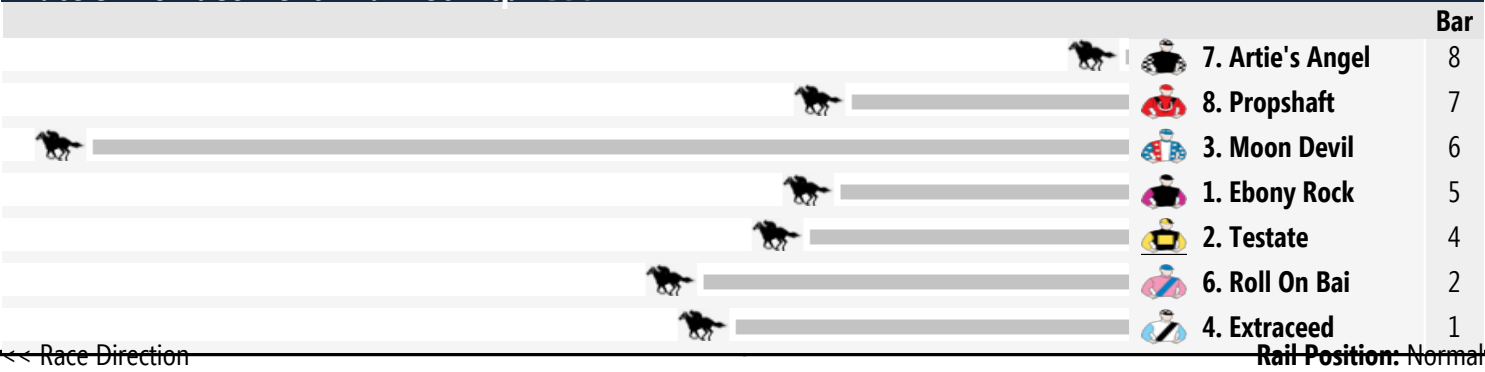 Bar
7. Artie's Angel 8
8. Propshaft 7
3. Moon Devil 6
1. Ebony Rock 5
2. Testate 4
6. Roll On Bai 2
4. Extraceed 1
<< Race Direction Rail Position: Normal